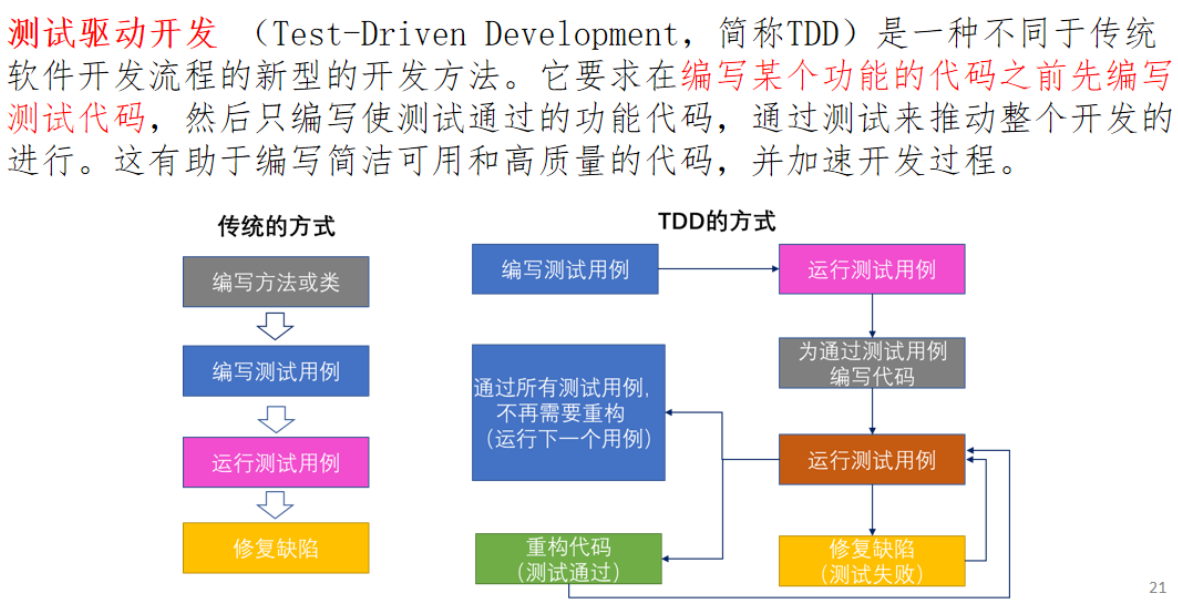 测试驱动开发 （Test-Driven Development，简称TDD）是一种不同于传统
软件开发流程的新型的开发方法。它要求在编写某个功能的代码之前先编写
测试代码，然后只编写使测试通过的功能代码，通过测试来推动整个开发的
进行。这有助于编写简洁可用和高质量的代码，并加速开发过程。
传统的方式
编写方法或类
编写测试用例
运行测试用例
修复缺陷
TDD的方式
编写测试用例
运行测试用例
为通过测试用例
编写代码
运行测试用例
通过所有测试用例，
不再需要重构
（运行下一个用例）
重构代码
（测试通过）
修复缺陷
（测试失败）
21